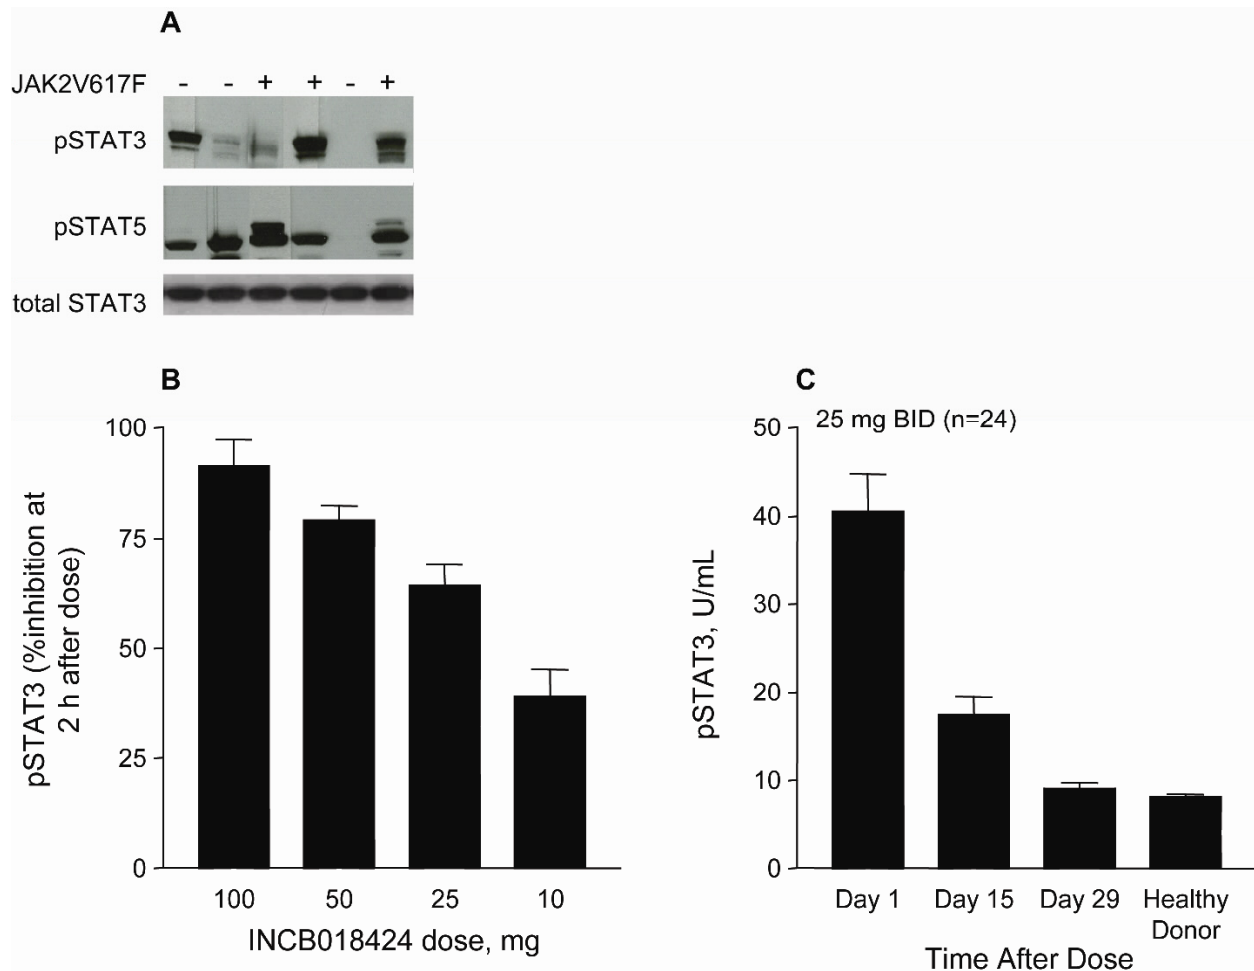 A
JAK2V617F - - + + - +
pSTAT3
pSTAT5
total STAT3
B
100
75
50
25
0
pSTAT3 (%inhibition at
2 h after dose)
100 50 25 10
INCB018424 dose, mg
C
25 mg BID (n=24)
50
40
30
20
10
0
pSTAT3, U/mL
Day 1 Day 15 Day 29 Healthy
Donor
Time After Dose